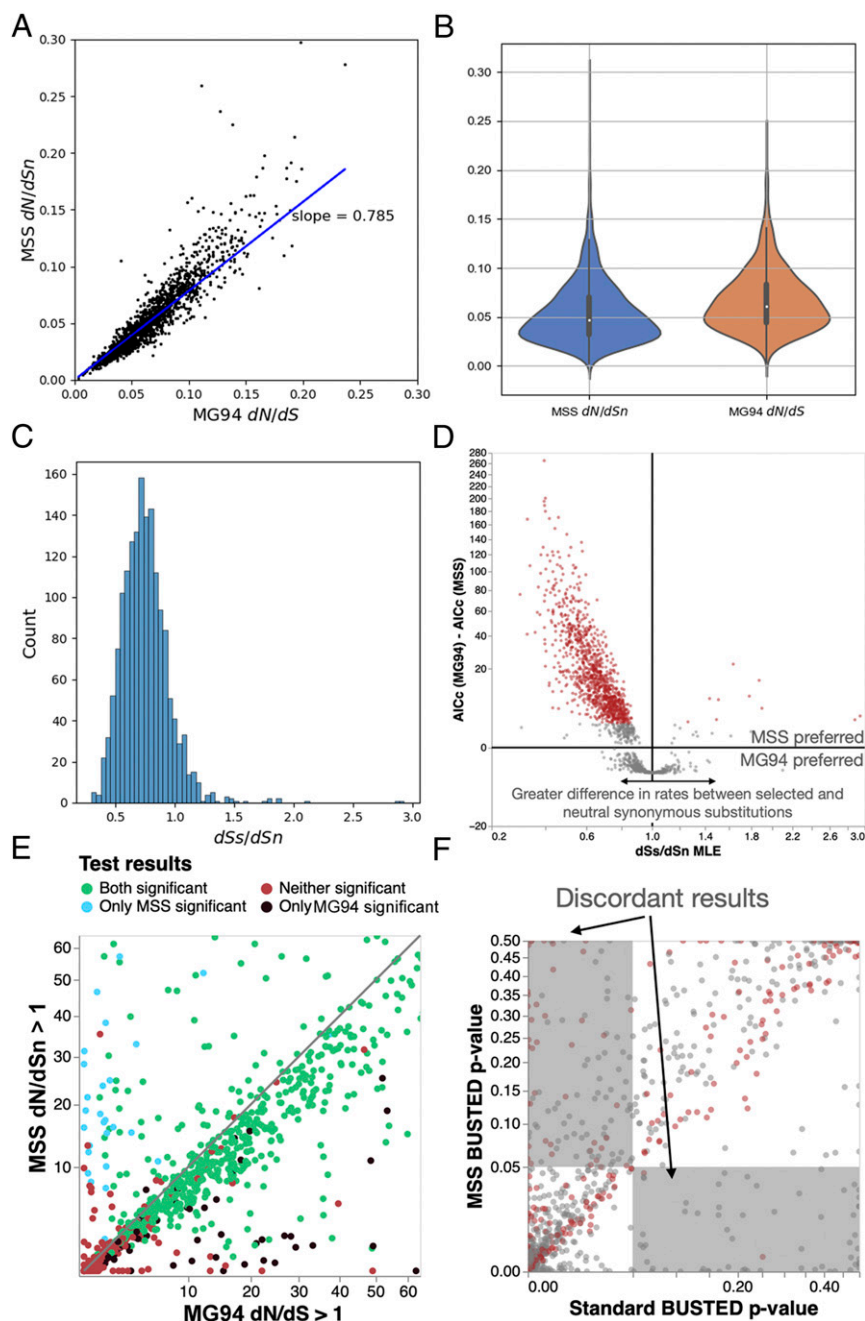 A
0.30
0.25
0.20
0.15
0.10
0.05
0.00
MSS dN/dSn
slope = 0.785
0.00
0.05
0.10
0.15
0.20
0.25
0.30
MG94 dN/dS
B
0.30
0.25
0.20
0.15
0.10
0.05
0.00
MSS dN/dSn
MG94 dN/dS
C
160
140
120
100
80
60
40
20
0
Count
0.5
1.0
1.5
2.0
2.5
3.0
dSs/dSn
D
280
260
240
220
200
180
160
140
120
100
80
60
40
20
0
-20
AICc (MG94) - AICc (MSS)
MSS preferred
MG94 preferred
Greater difference in rates between selected and
neutral synonymous substitutions
0.2
0.6
1.0
1.4
1.8
2.2
2.6
3.0
dSs/dSn MLE
E
Test results
Both significant
Neither significant
Only MSS significant
Only MG94 significant
60
50
40
30
20
10
MSS dN/dSn > 1
10
20
30
40
50
60
MG94 dN/dS > 1
F
Discordant results
0.50
0.45
0.40
0.35
0.30
0.25
0.20
0.15
0.10
0.05
0.00
MSS BUSTED p-value
0.00
0.20
0.40
Standard BUSTED p-value